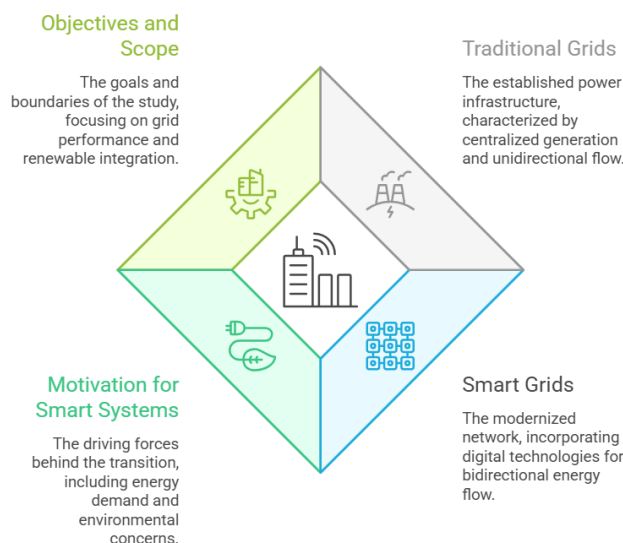 Objectives and
Scope
The goals and
boundaries of the study,
focusing on grid
performance and
renewable integration.
Traditional Grids
The established power
infrastructure,
characterized by
centralized generation
and unidirectional flow.
Motivation for
Smart Systems
The driving forces
behind the transition,
including energy
demand and
environmental
concerns.
Smart Grids
The modernized
network, incorporating
digital technologies for
bidirectional energy
flow.